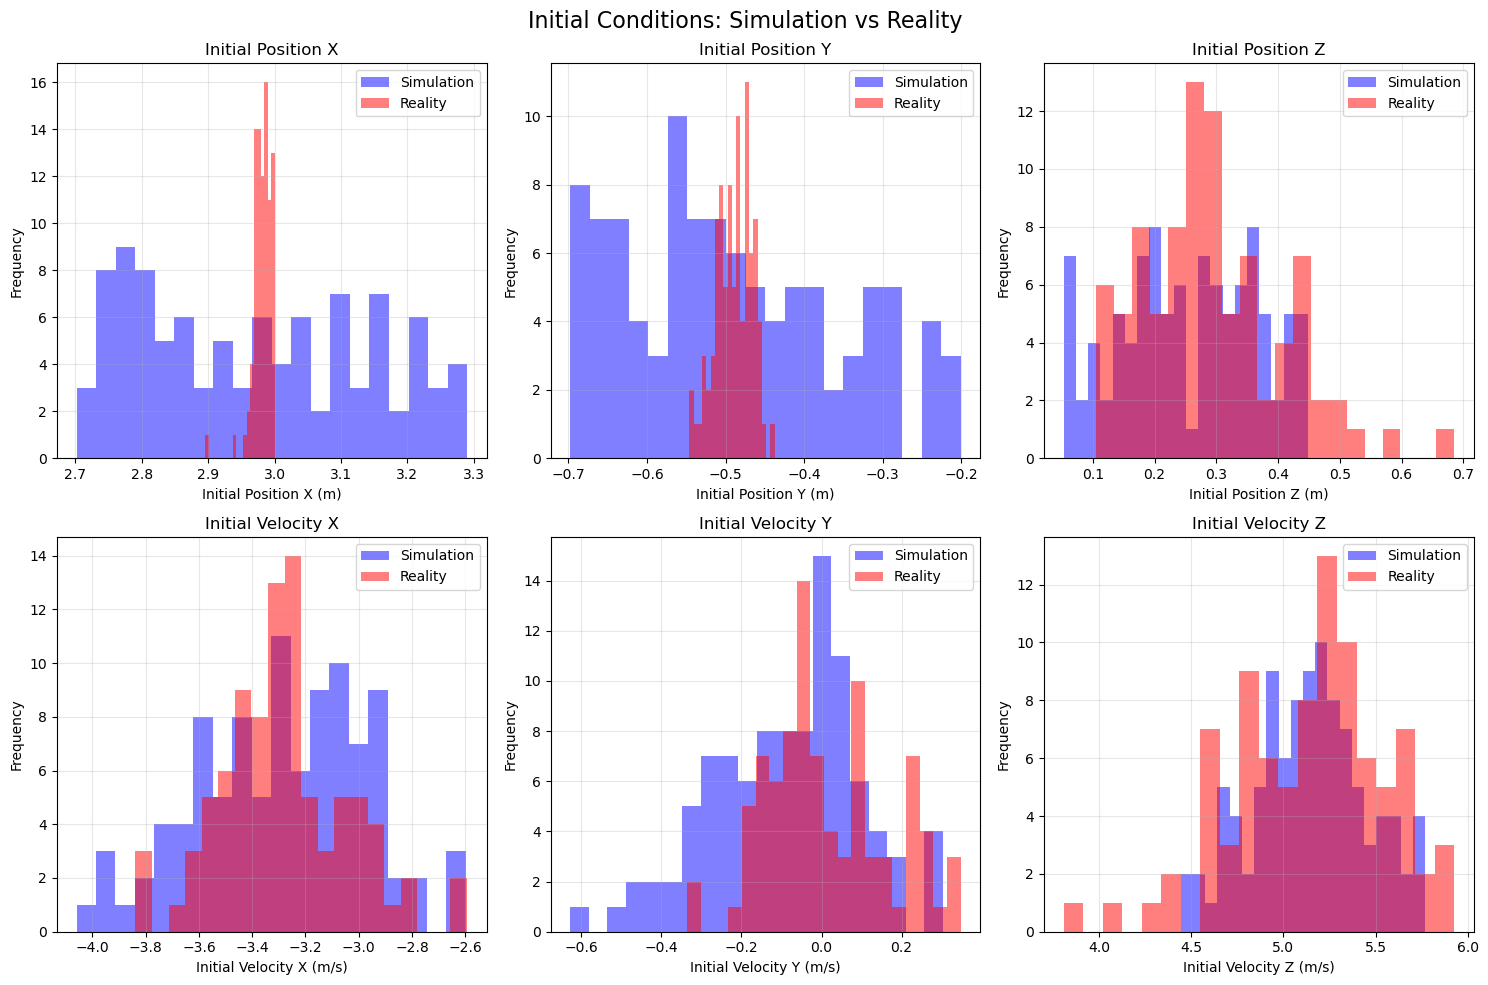 Initial Conditions: Simulation vs Reality
Initial Position X
Simulation
Reality
Frequency
16
14
12
10
8
6
4
2
0
2.7 2.8 2.9 3.0 3.1 3.2 3.3
Initial Position X (m)
Initial Position Y
Simulation
Reality
Frequency
10
8
6
4
2
0
−0.7 −0.6 −0.5 −0.4 −0.3 −0.2
Initial Position Y (m)
Initial Position Z
Simulation
Reality
Frequency
12
10
8
6
4
2
0
0.1 0.2 0.3 0.4 0.5 0.6 0.7
Initial Position Z (m)
Initial Velocity X
Simulation
Reality
Frequency
14
12
10
8
6
4
2
0
−4.0 −3.8 −3.6 −3.4 −3.2 −3.0 −2.8 −2.6
Initial Velocity X (m/s)
Initial Velocity Y
Simulation
Reality
Frequency
14
12
10
8
6
4
2
0
−0.6 −0.4 −0.2 0.0 0.2
Initial Velocity Y (m/s)
Initial Velocity Z
Simulation
Reality
Frequency
12
10
8
6
4
2
0
4.0 4.5 5.0 5.5 6.0
Initial Velocity Z (m/s)